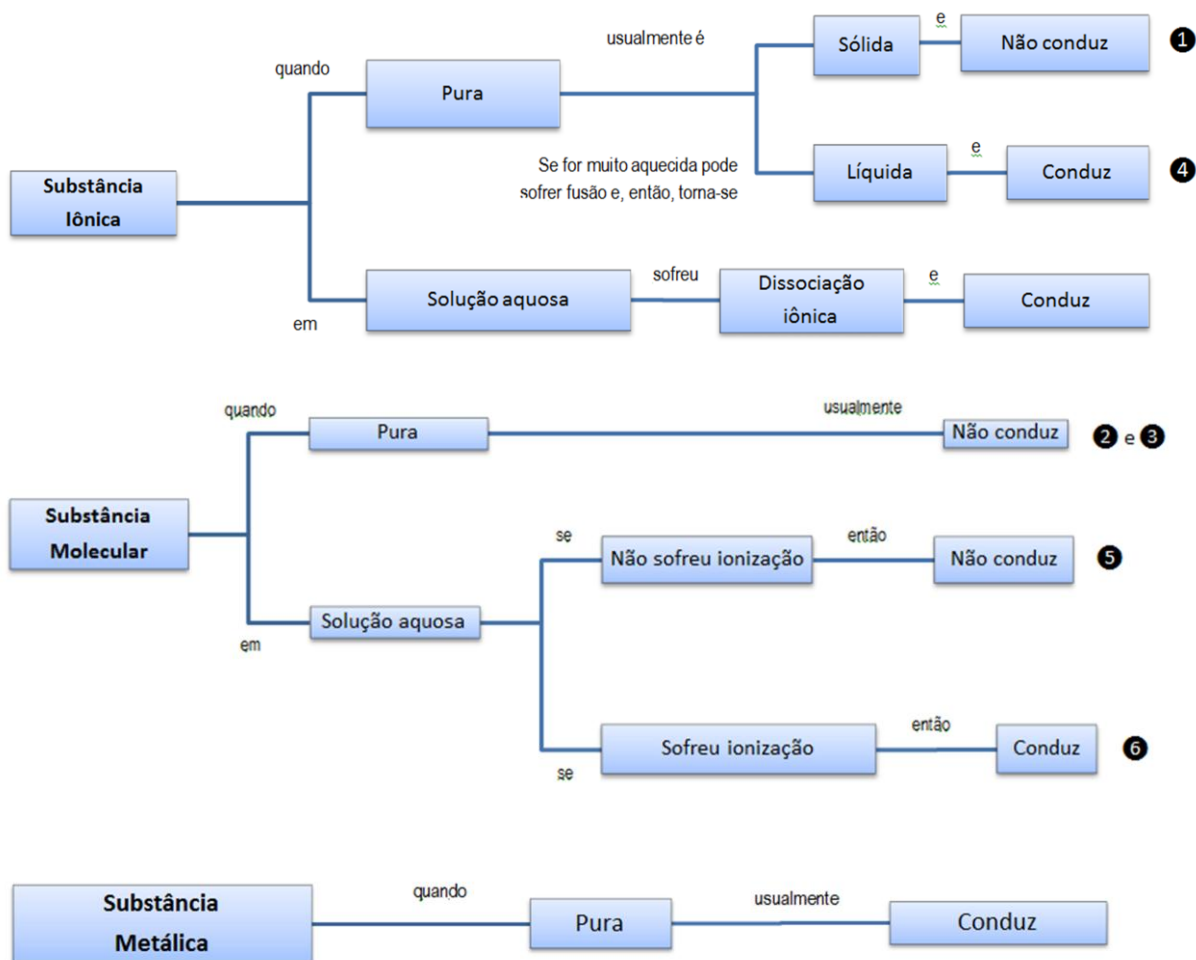 usualmente é
e
Sólida
Não conduz
❶
quando
Pura
Se for muito aquecida pode
sofrer fusão e, então, torna-se
e
Líquida
Conduz
❹
Substância
Iônica
em
Solução aquosa
sofreu
Dissociação
iônica
e
Conduz
quando
Pura
usualmente
Não conduz
❷ e ❸
Substância
Molecular
em
Solução aquosa
se
Não sofreu ionização
então
Não conduz
❺
se
Sofreu ionização
então
Conduz
❻
Substância
Metálica
quando
Pura
usualmente
Conduz